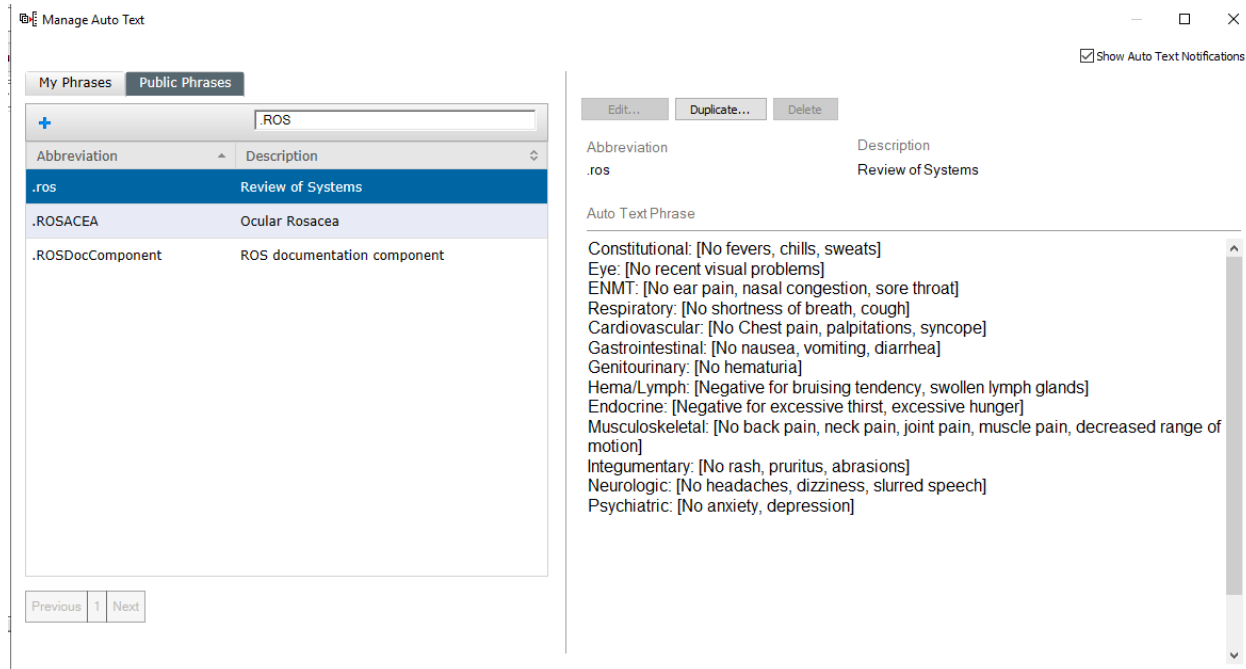 Manage Auto Text
Show Auto Text Notifications
My Phrases Public Phrases
.ROS
Abbreviation Description
.ros Review of Systems
.ROSACEA Ocular Rosacea
.ROSDocComponent ROS documentation component
Previous 1 Next
Edit... Duplicate... Delete
Abbreviation Description
.ros Review of Systems
Auto Text Phrase
Constitutional: [No fevers, chills, sweats]
Eye: [No recent visual problems]
ENMT: [No ear pain, nasal congestion, sore throat]
Respiratory: [No shortness of breath, cough]
Cardiovascular: [No Chest pain, palpitations, syncope]
Gastrointestinal: [No nausea, vomiting, diarrhea]
Genitourinary: [No hematuria]
Hema/Lymph: [Negative for bruising tendency, swollen lymph glands]
Endocrine: [Negative for excessive thirst, excessive hunger]
Musculoskeletal: [No back pain, neck pain, joint pain, muscle pain, decreased range of
motion]
Integumentary: [No rash, pruritus, abrasions]
Neurologic: [No headaches, dizziness, slurred speech]
Psychiatric: [No anxiety, depression]